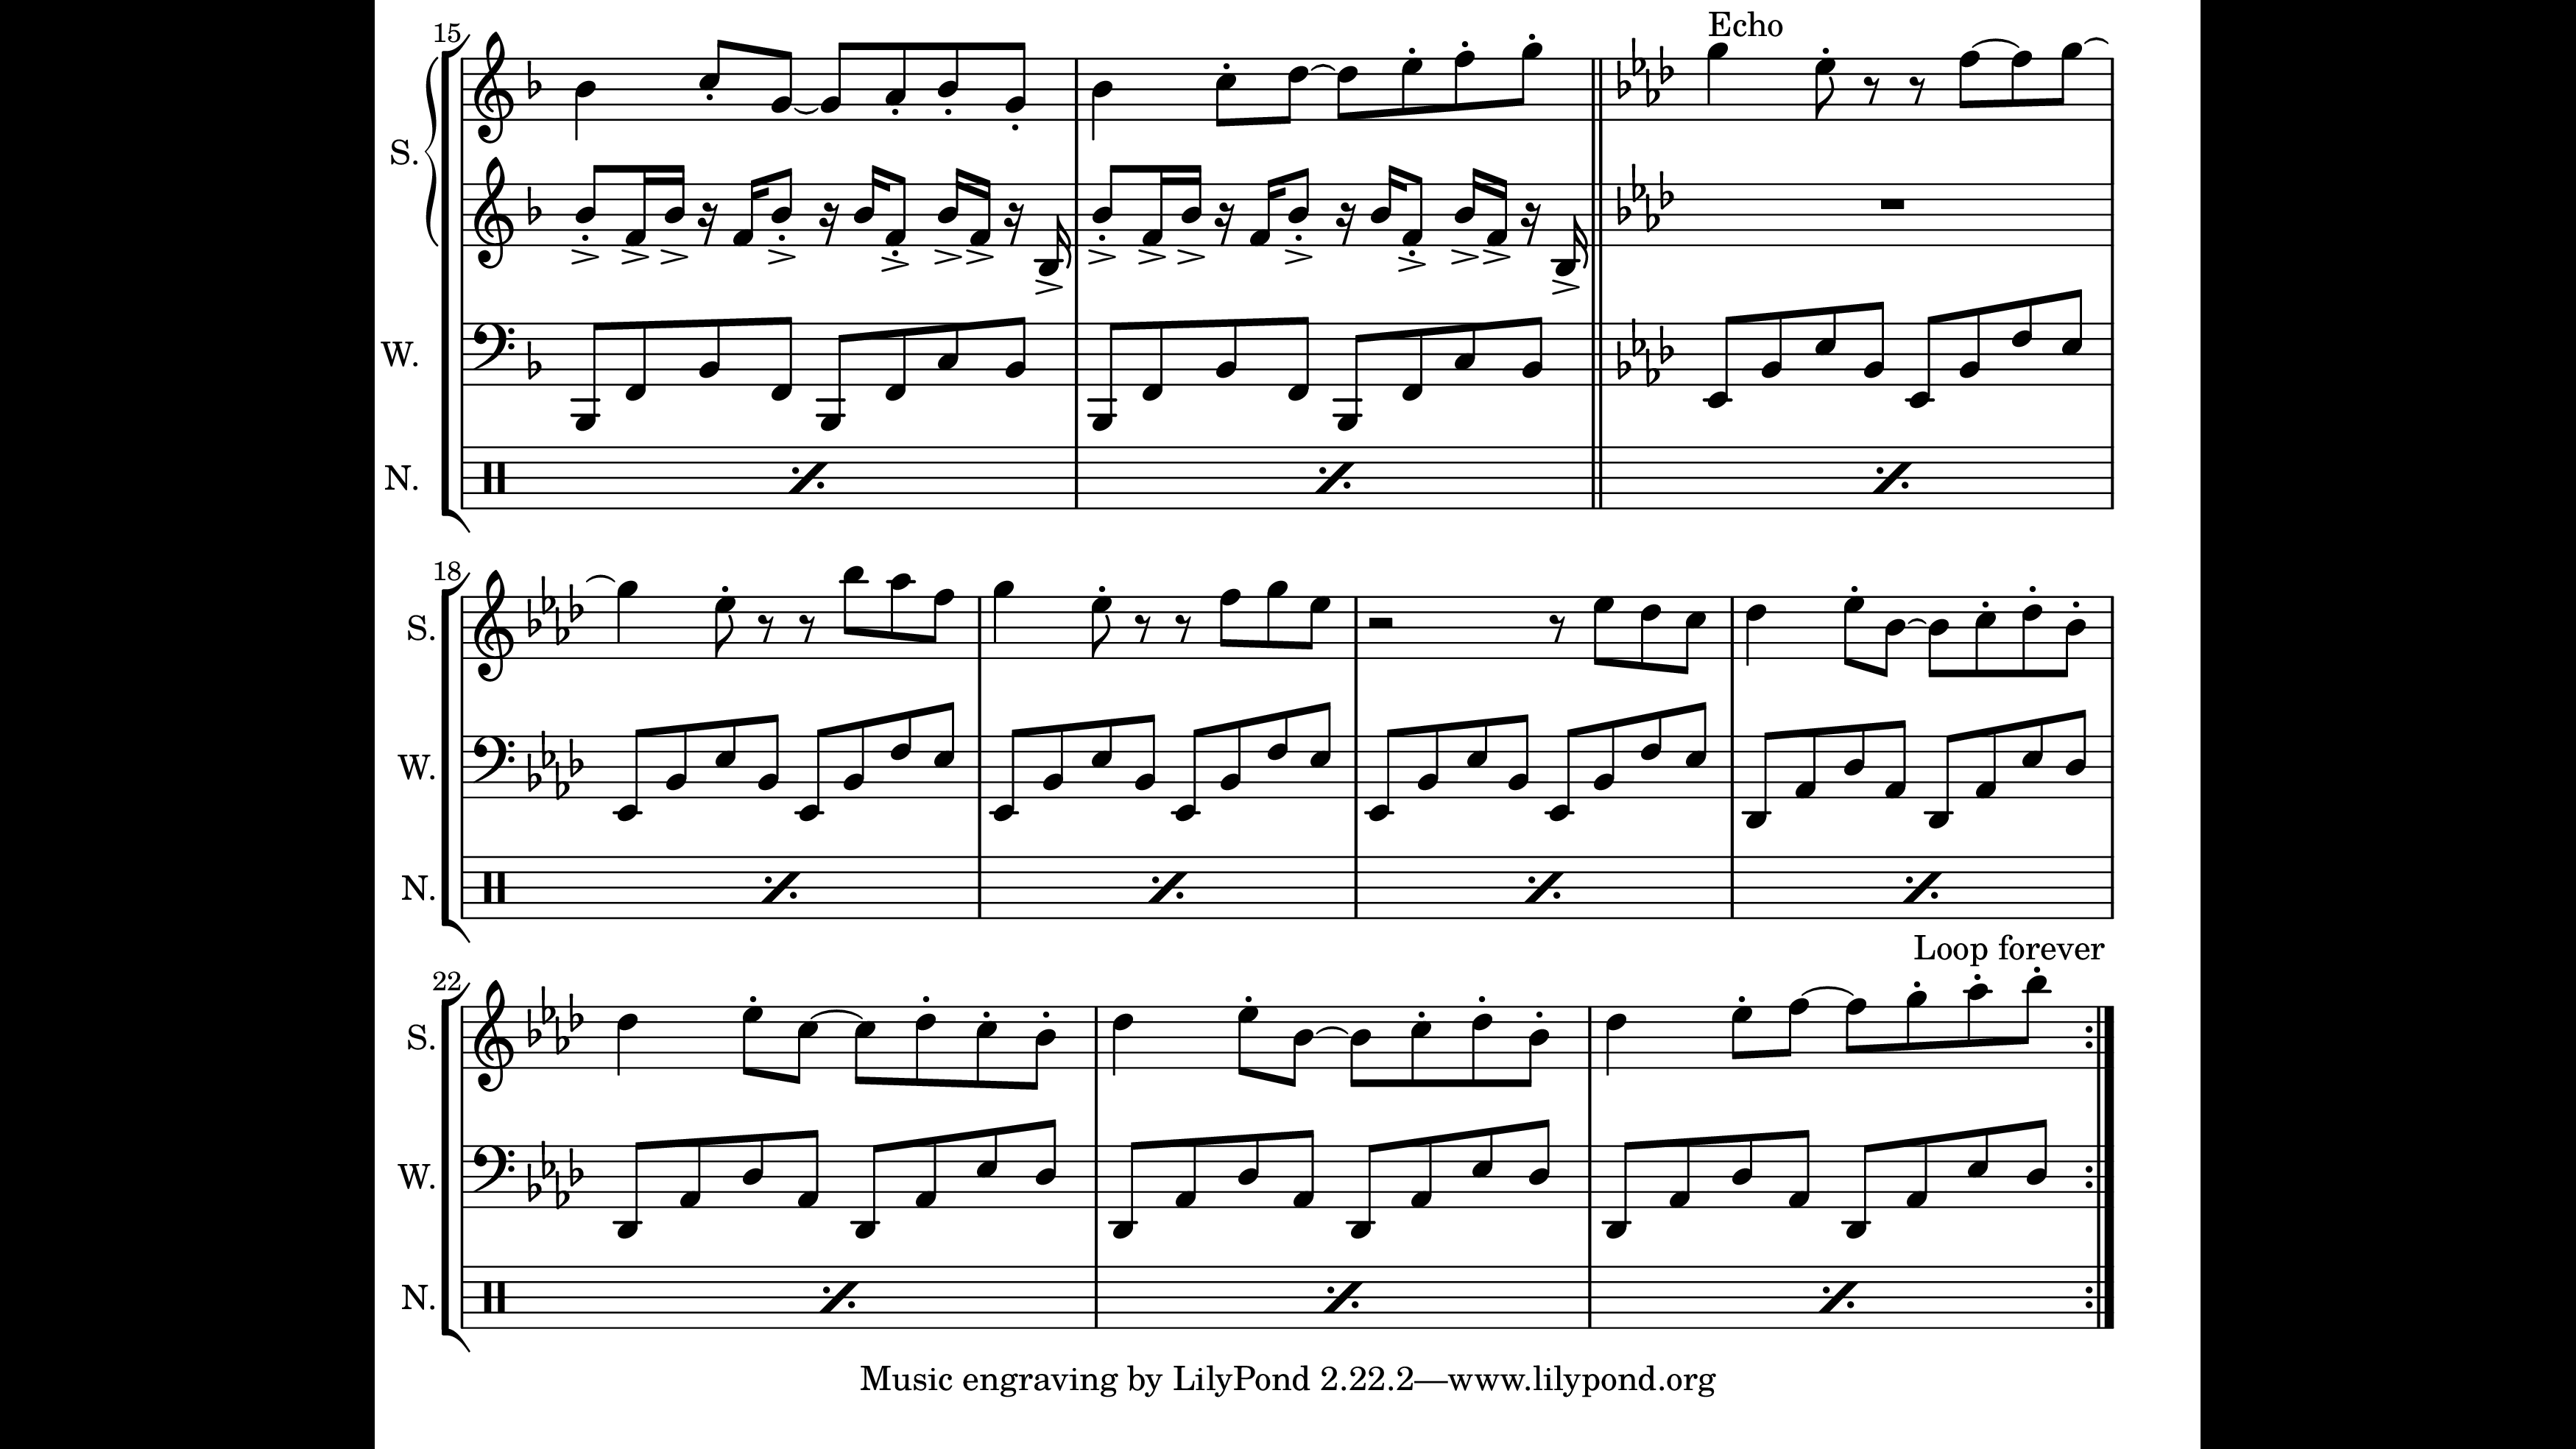 Echo
15
S.
W.
N.
18
S.
W.
N.
Loop forever
22
S.
W.
N.
Music engraving by LilyPond 2.22.2—www.lilypond.org